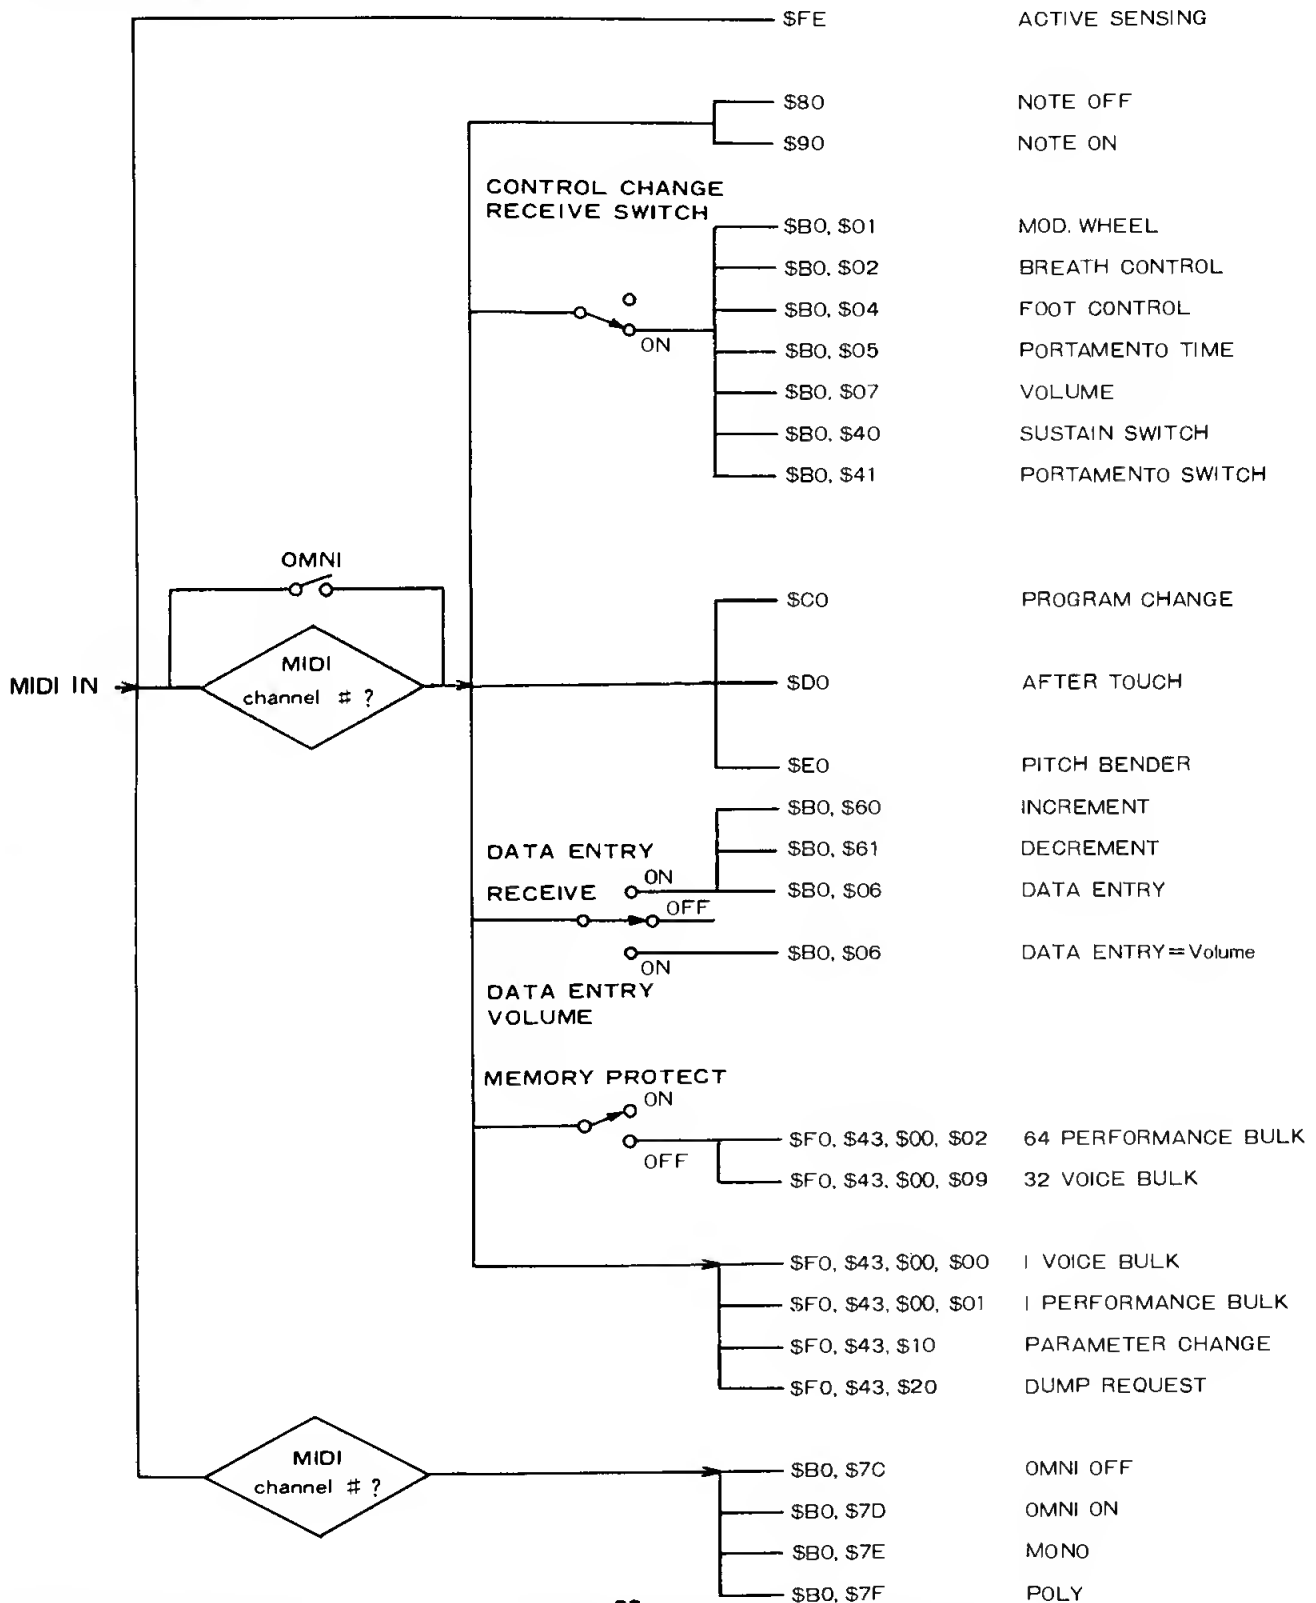 $FE ACTIVE SENSING
$80 NOTE OFF
$90 NOTE ON
CONTROL CHANGE
RECEIVE SWITCH
$B0, $01 MOD. WHEEL
$B0, $02 BREATH CONTROL
$B0, $04 FOOT CONTROL
ON
$B0, $05 PORTAMENTO TIME
$B0, $07 VOLUME
$B0, $40 SUSTAIN SWITCH
$B0, $41 PORTAMENTO SWITCH
OMNI
$C0 PROGRAM CHANGE
MIDI IN
MIDI
channel # ?
$D0 AFTER TOUCH
$E0 PITCH BENDER
$B0, $60 INCREMENT
DATA ENTRY
RECEIVE
$B0, $61 DECREMENT
ON
$B0, $06 DATA ENTRY
OFF
ON
$B0, $06 DATA ENTRY=Volume
DATA ENTRY
VOLUME
MEMORY PROTECT
ON
OFF
$F0, $43, $00, $02 64 PERFORMANCE BULK
$F0, $43, $00, $09 32 VOICE BULK
$F0, $43, $00, $00 1 VOICE BULK
$F0, $43, $00, $01 1 PERFORMANCE BULK
$F0, $43, $10 PARAMETER CHANGE
$F0, $43, $20 DUMP REQUEST
MIDI
channel # ?
$B0, $7C OMNI OFF
$B0, $7D OMNI ON
$B0, $7E MONO
$B0, $7F POLY